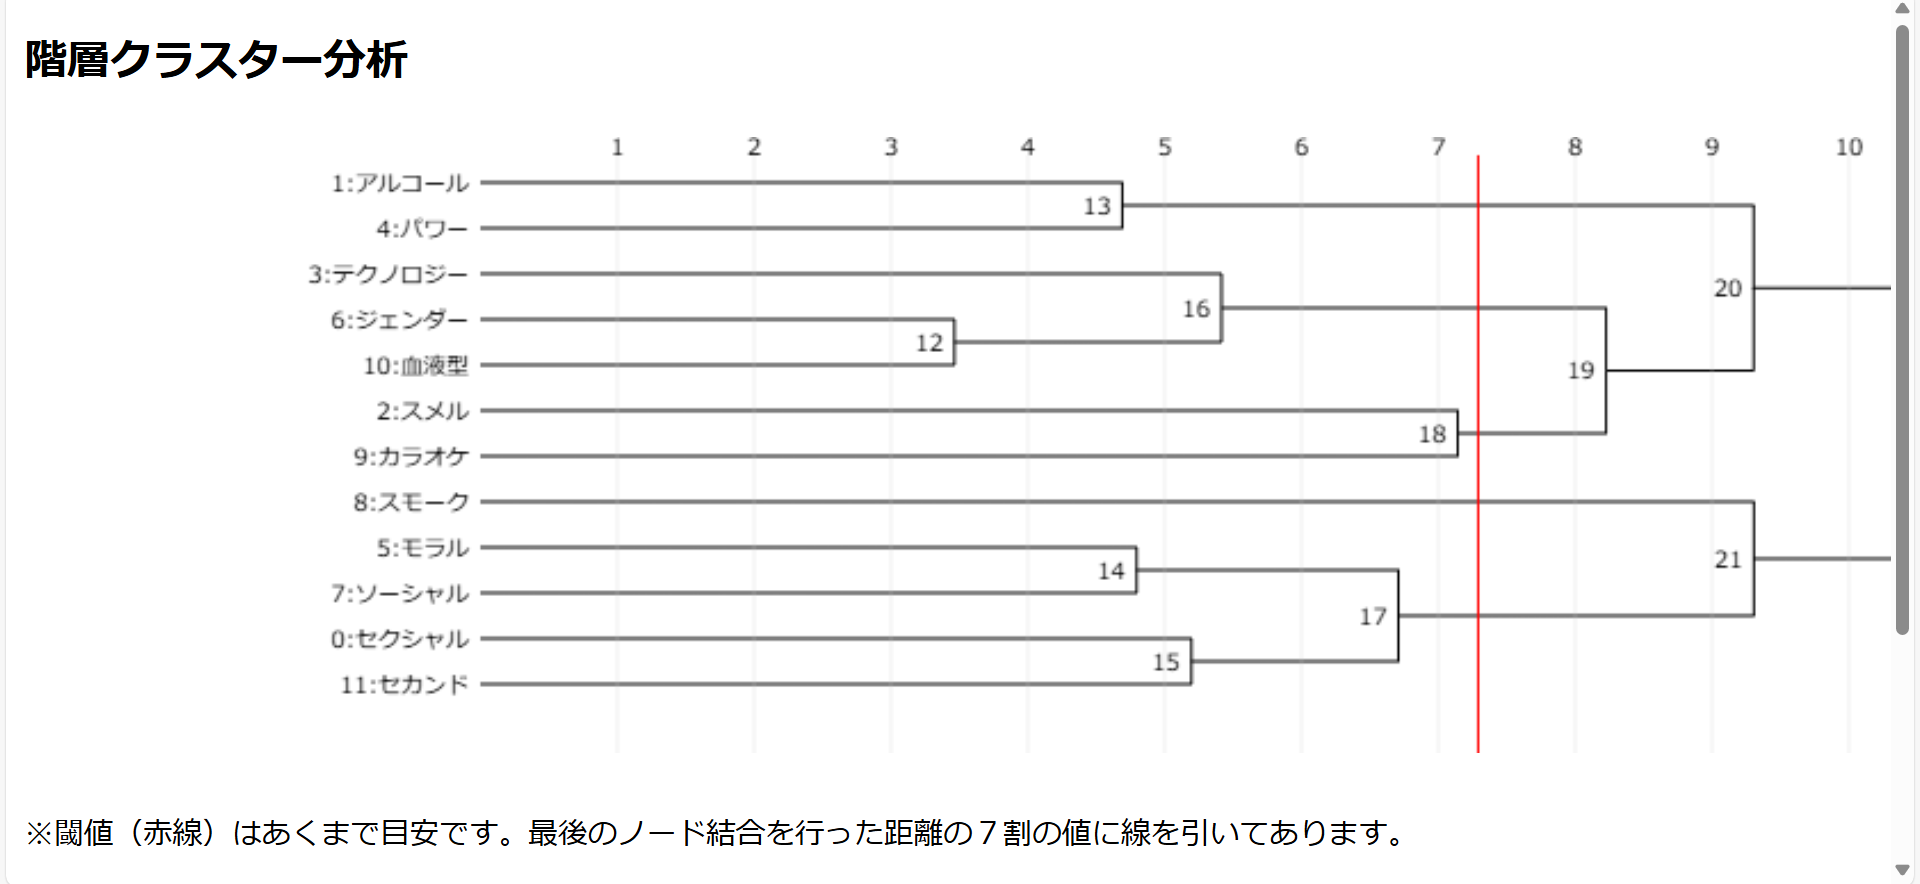 階層クラスター分析
1 2 3 4 5 6 7 8 9 10
1:アルコール
13
4:パワー
3:テクノロジー
16
20
6:ジェンダー
12
10:血液型
19
2:スメル
18
9:カラオケ
8:スモーク
5:モラル
21
14
7:ソーシャル
17
0:セクシャル
15
11:セカンド
※閾値（赤線）はあくまで目安です。最後のノード結合を行った距離の７割の値に線を引いてあります。